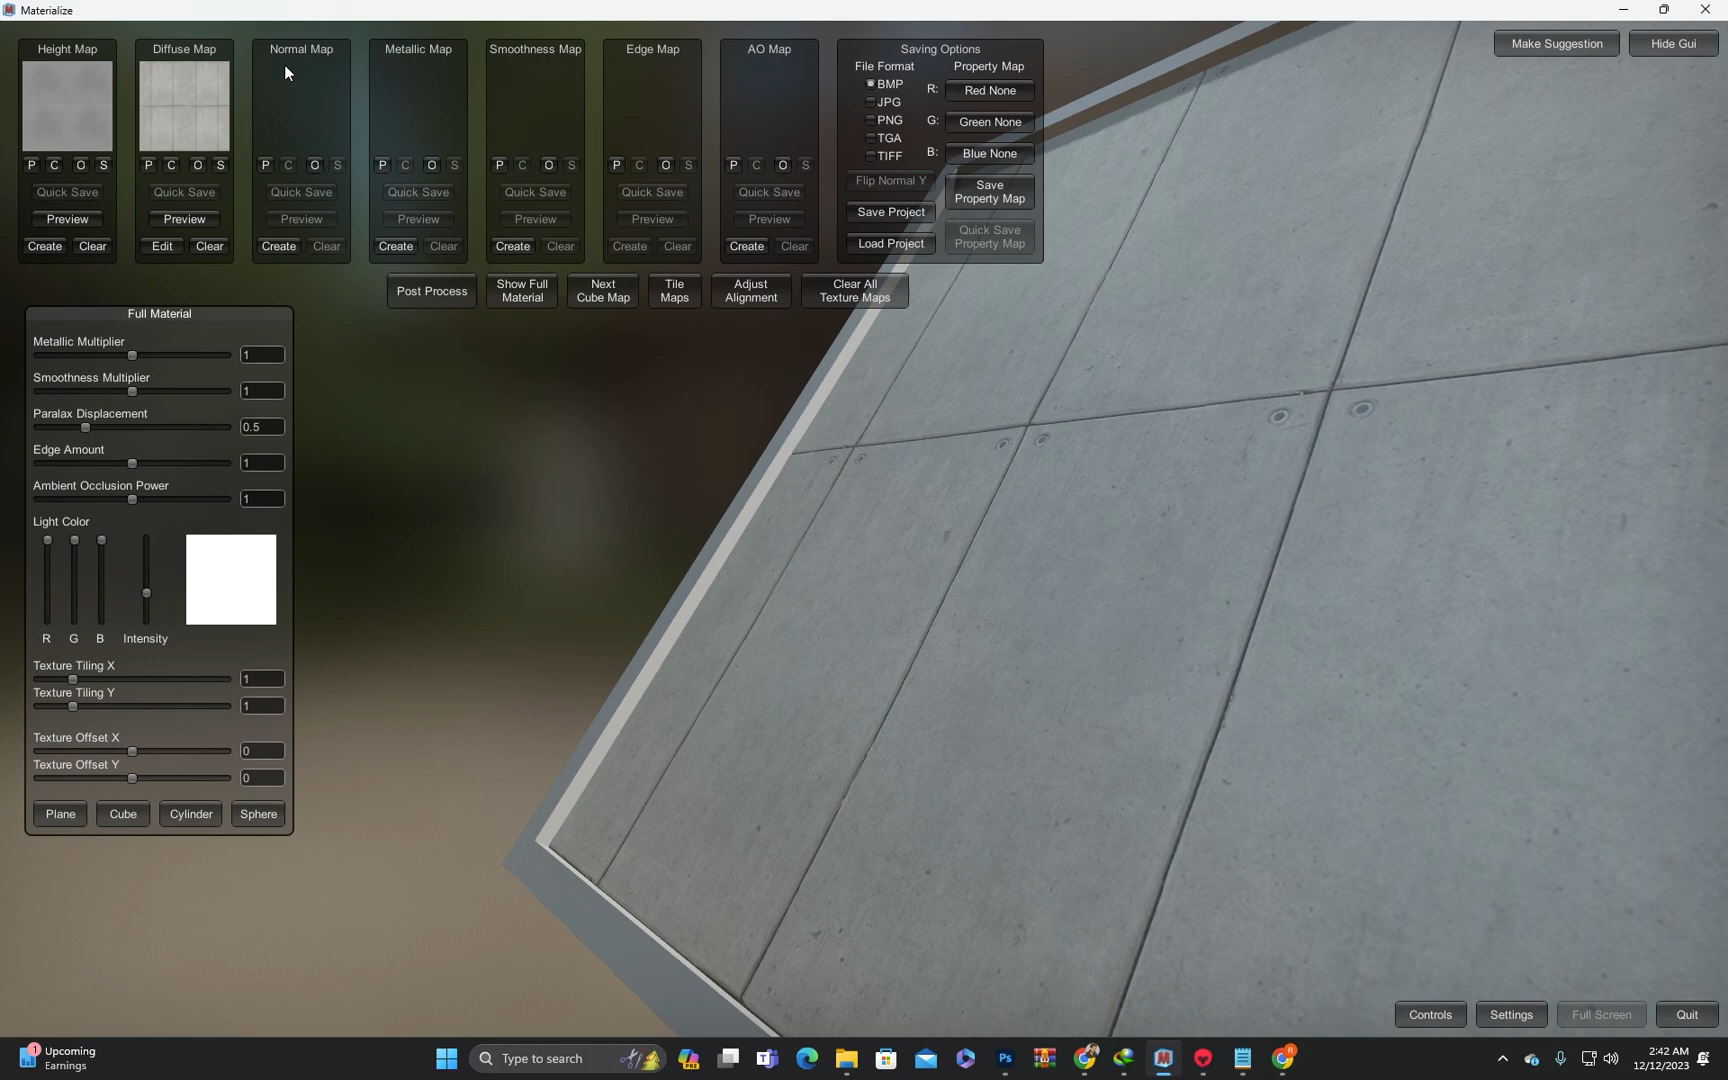 Materialize
Height Map Diffuse Map Normal Map Metallic Map Smoothness Map Edge Map AO Map Saving Options Make Suggestion Hide Gui
File Format Property Map
BMP R: Red None
JPG
PNG G: Green None
TGA
TIFF B: Blue None
P C O S P C O S P C O S P C O S P C O S P C O S P C O S
Flip Normal Y Save
Property Map
Quick Save Quick Save Quick Save Quick Save Quick Save Quick Save Quick Save
Preview Preview Preview Preview Preview Preview Preview Save Project
Create Clear Edit Clear Create Clear Create Clear Create Clear Create Clear Create Clear Load Project Quick Save
Property Map
Post Process Show Full
Material Next
Cube Map Tile
Maps Adjust
Alignment Clear All
Texture Maps
Full Material
Metallic Multiplier
1
Smoothness Multiplier
1
Paralax Displacement
0.5
Edge Amount
1
Ambient Occlusion Power
1
Light Color
R G B Intensity
Texture Tiling X
1
Texture Tiling Y
1
Texture Offset X
0
Texture Offset Y
0
Plane Cube Cylinder Sphere
Controls Settings Full Screen Quit
1 Upcoming
Earnings
Type to search
PRE
Ps
R
2:42 AM
12/12/2023